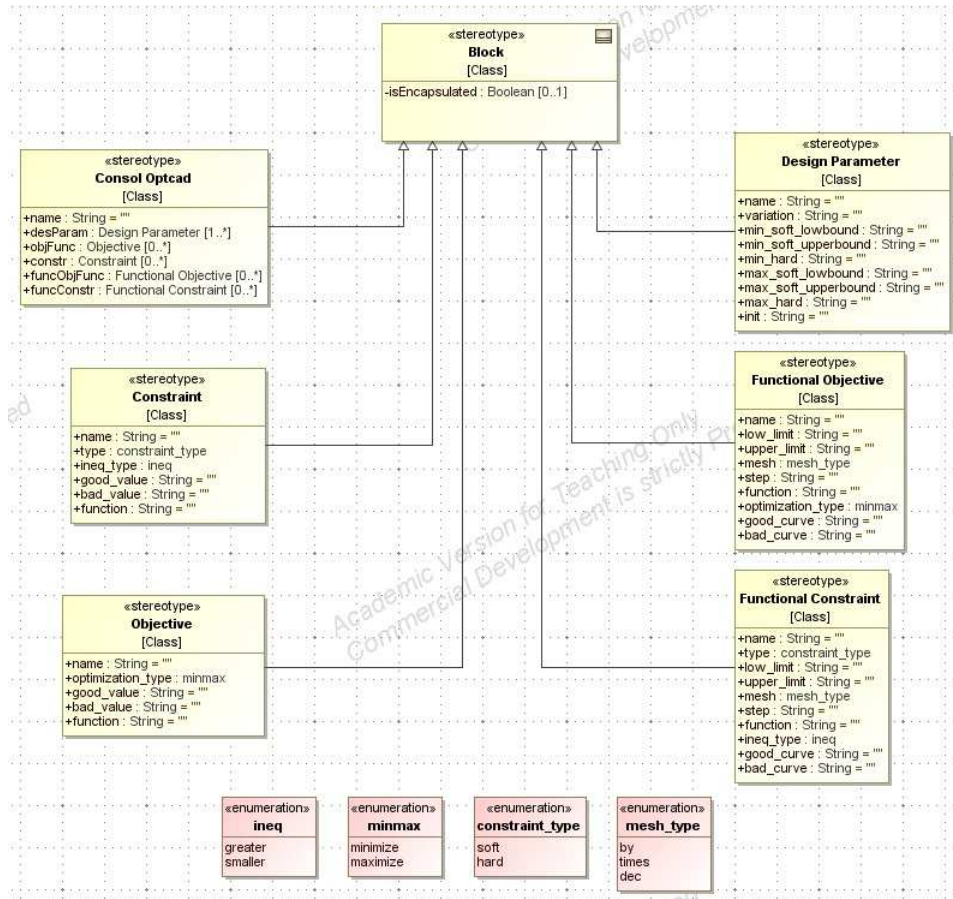 «stereotype»
Block
[Class]
-isEncapsulated : Boolean [0..1]
«stereotype»
Consol Optcad
[Class]
+name : String = ""
+desParam : Design Parameter [1..*]
+objFunc : Objective [0..*]
+constr : Constraint [0..*]
+funcObjFunc : Functional Objective [0..*]
+funcConstr : Functional Constraint [0..*]
«stereotype»
Design Parameter
[Class]
+name : String = ""
+variation : String = ""
+min_soft_lowbound : String = ""
+min_soft_upperbound : String = ""
+min_hard : String = ""
+max_soft_lowbound : String = ""
+max_soft_upperbound : String = ""
+max_hard : String = ""
+init : String = ""
«stereotype»
Constraint
[Class]
+name : String = ""
+type : constraint_type
+ineq_type : ineq
+good_value : String = ""
+bad_value : String = ""
+function : String = ""
«stereotype»
Functional Objective
[Class]
+name : String = ""
+low_limit : String = ""
+upper_limit : String = ""
+mesh : mesh_type
+step : String = ""
+function : String = ""
+optimization_type : minmax
+good_curve : String = ""
+bad_curve : String = ""
«stereotype»
Objective
[Class]
+name : String = ""
+optimization_type : minmax
+good_value : String = ""
+bad_value : String = ""
+function : String = ""
«stereotype»
Functional Constraint
[Class]
+name : String = ""
+type : constraint_type
+low_limit : String = ""
+upper_limit : String = ""
+mesh : mesh_type
+step : String = ""
+function : String = ""
+ineq_type : ineq
+good_curve : String = ""
+bad_curve : String = ""
«enumeration»
ineq
greater
smaller
«enumeration»
minmax
minimize
maximize
«enumeration»
constraint_type
soft
hard
«enumeration»
mesh_type
by
times
dec
Academic Version for Teaching Only
Commercial Development is strictly